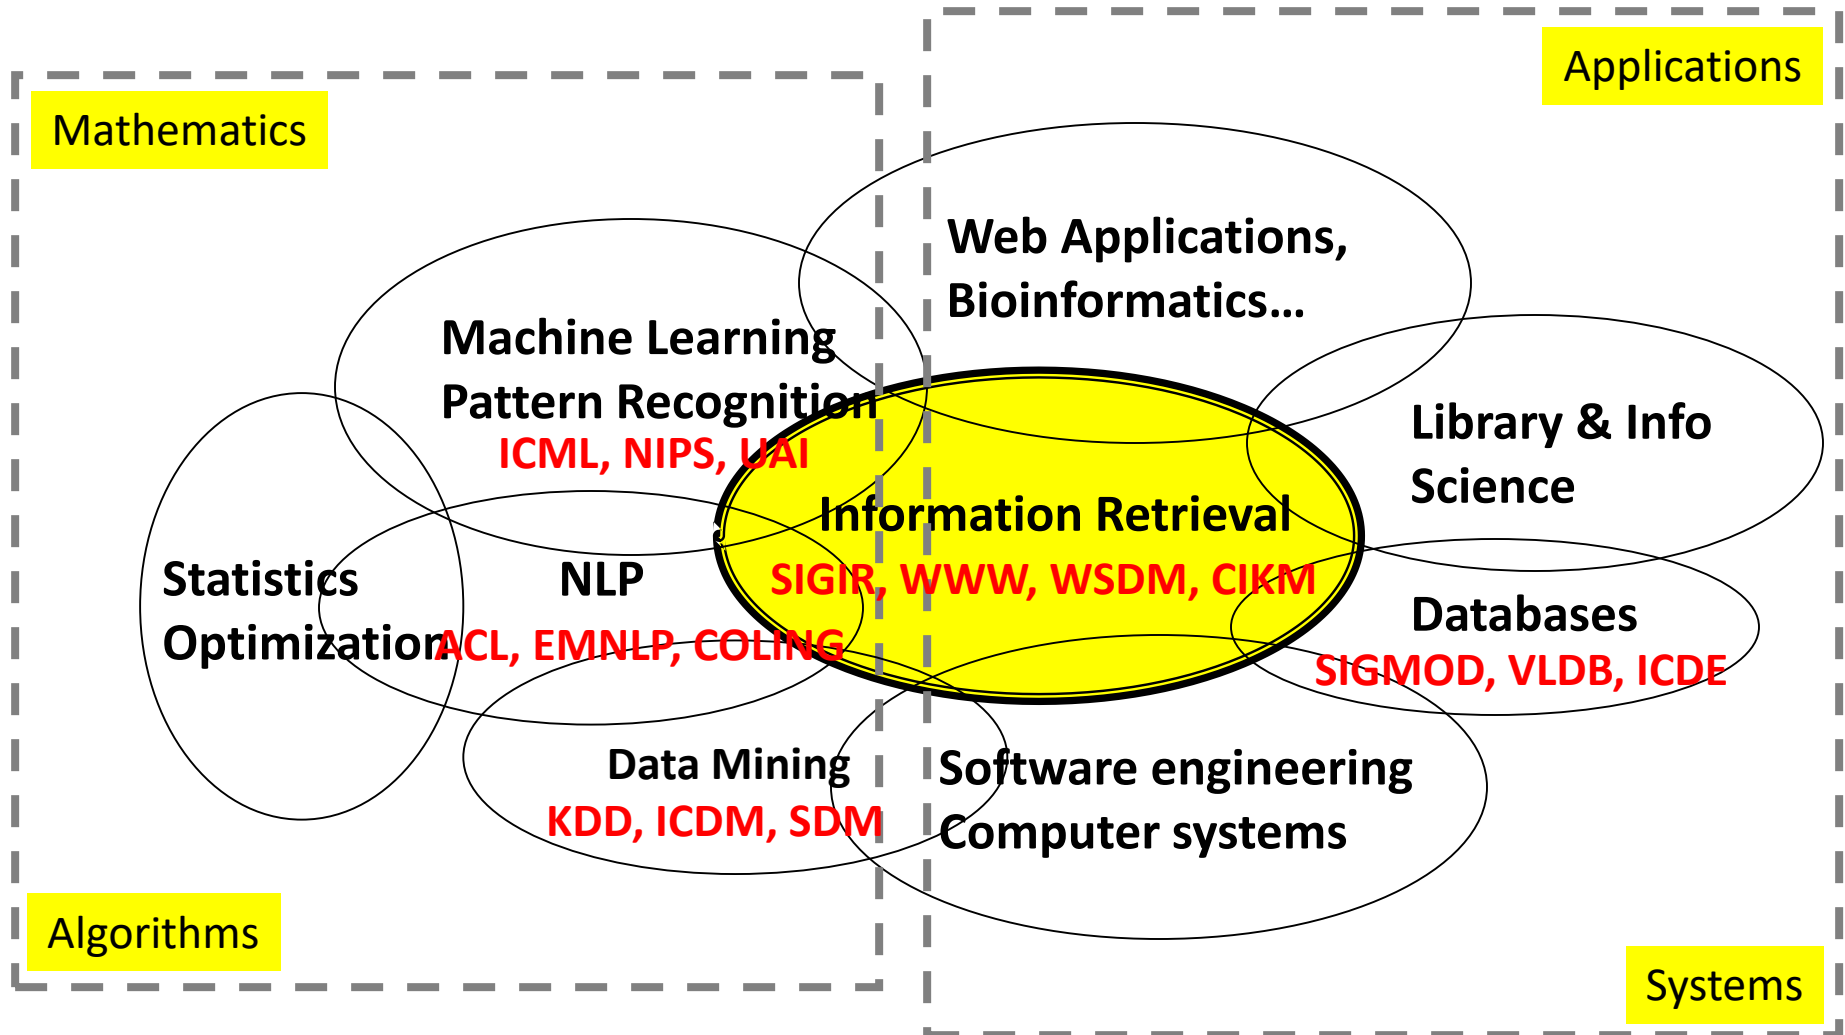 Applications
Mathematics
Web Applications,
Bioinformatics...
Machine Learning
Pattern Recognition
ICML, NIPS, UAI
Library & Info
Science
Information Retrieval
SIGIR, WWW, WSDM, CIKM
Statistics
Optimization
NLP
ACL, EMNLP, COLING
Databases
SIGMOD, VLDB, ICDE
Data Mining
KDD, ICDM, SDM
Software engineering
Computer systems
Algorithms
Systems